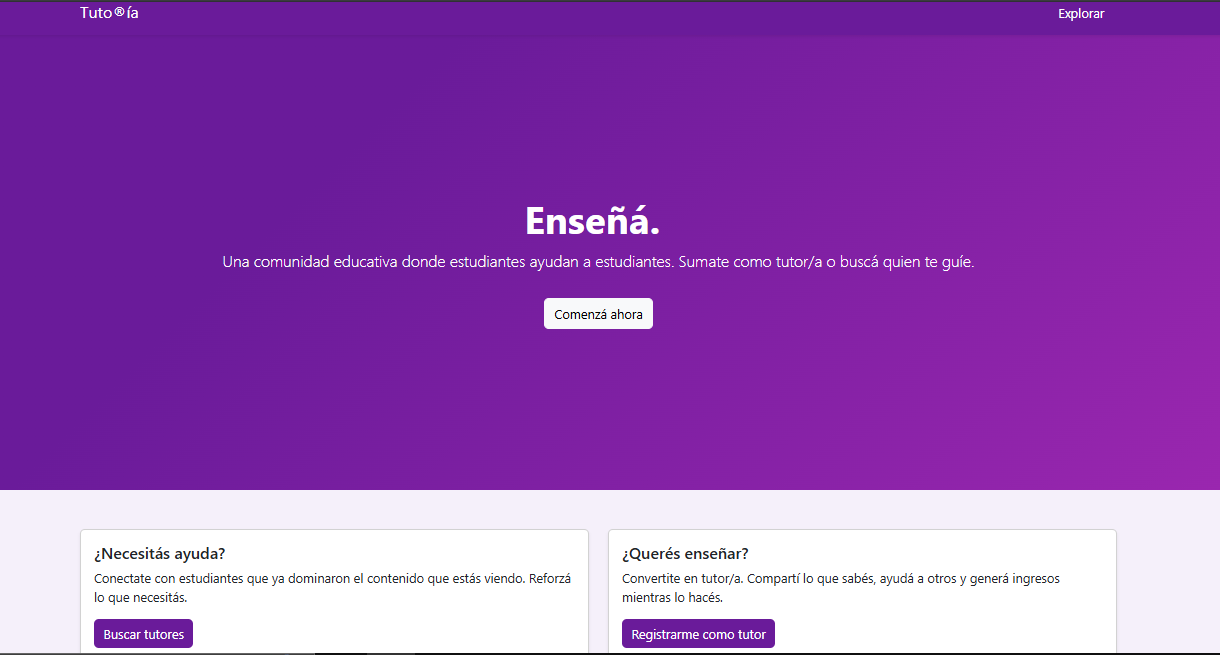 Tuto®ía
Explorar
Enseñá.
Una comunidad educativa donde estudiantes ayudan a estudiantes. Sumate como tutor/a o buscá quien te guíe.
Comenzá ahora
¿Necesitás ayuda?
Conectate con estudiantes que ya dominaron el contenido que estás viendo. Reforzá
lo que necesitás.
Buscar tutores
¿Querés enseñar?
Convertite en tutor/a. Compartí lo que sabés, ayudá a otros y generá ingresos
mientras lo hacés.
Registrarme como tutor